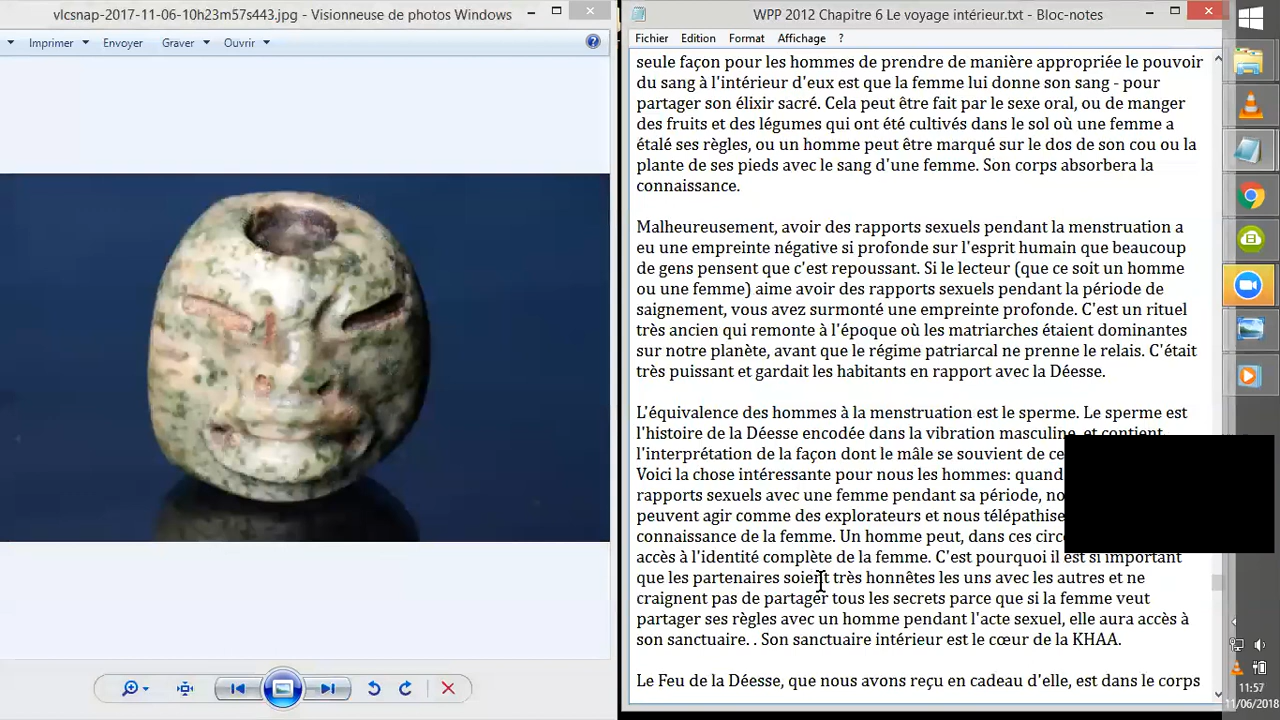 vlcsnap-2017-11-06-10h23m57s443.jpg - Visionneuse de photos Windows
Imprimer Envoyer Graver Ouvrir
WPP 2012 Chapitre 6 Le voyage intérieur.txt - Bloc-notes
Fichier Edition Format Affichage ?
seule façon pour les hommes de prendre de manière appropriée le pouvoir
du sang à l'intérieur d'eux est que la femme lui donne son sang - pour
partager son élixir sacré. Cela peut être fait par le sexe oral, ou de manger
des fruits et des légumes qui ont été cultivés dans le sol où une femme a
étalé ses règles, ou un homme peut être marqué sur le dos de son cou ou la
plante de ses pieds avec le sang d'une femme. Son corps absorbera la
connaissance.
Malheureusement, avoir des rapports sexuels pendant la menstruation a
eu une empreinte négative si profonde sur l'esprit humain que beaucoup
de gens pensent que c'est repoussant. Si le lecteur (que ce soit un homme
ou une femme) aime avoir des rapports sexuels pendant la période de
saignement, vous avez surmonté une empreinte profonde. C'est un rituel
très ancien qui remonte à l'époque où les matriarches étaient dominantes
sur notre planète, avant que le régime patriarcal ne prenne le relais. C'était
très puissant et gardait les habitants en rapport avec la Déesse.
L'équivalence des hommes à la menstruation est le sperme. Le sperme est
l'histoire de la Déesse encodée dans la vibration masculine, et contient
l'interprétation de la façon dont le mâle se souvient de
Voici la chose intéressante pour nous les hommes: quand
rapports sexuels avec une femme pendant sa période,
peuvent agir comme des explorateurs et nous
connaissance de la femme. Un homme peut, dans ces
accès à l'identité complète de la femme. C'est pourquoi il est si important
que les partenaires soient très honnêtes les uns avec les autres et ne
craignent pas de partager tous les secrets parce que si la femme veut
partager ses règles avec un homme pendant l'acte sexuel, elle aura accès à
son sanctuaire. . Son sanctuaire intérieur est le cœur de la KHAA.
Le Feu de la Déesse, que nous avons reçu en cadeau d'elle, est dans le corps
11:57
11/06/2018